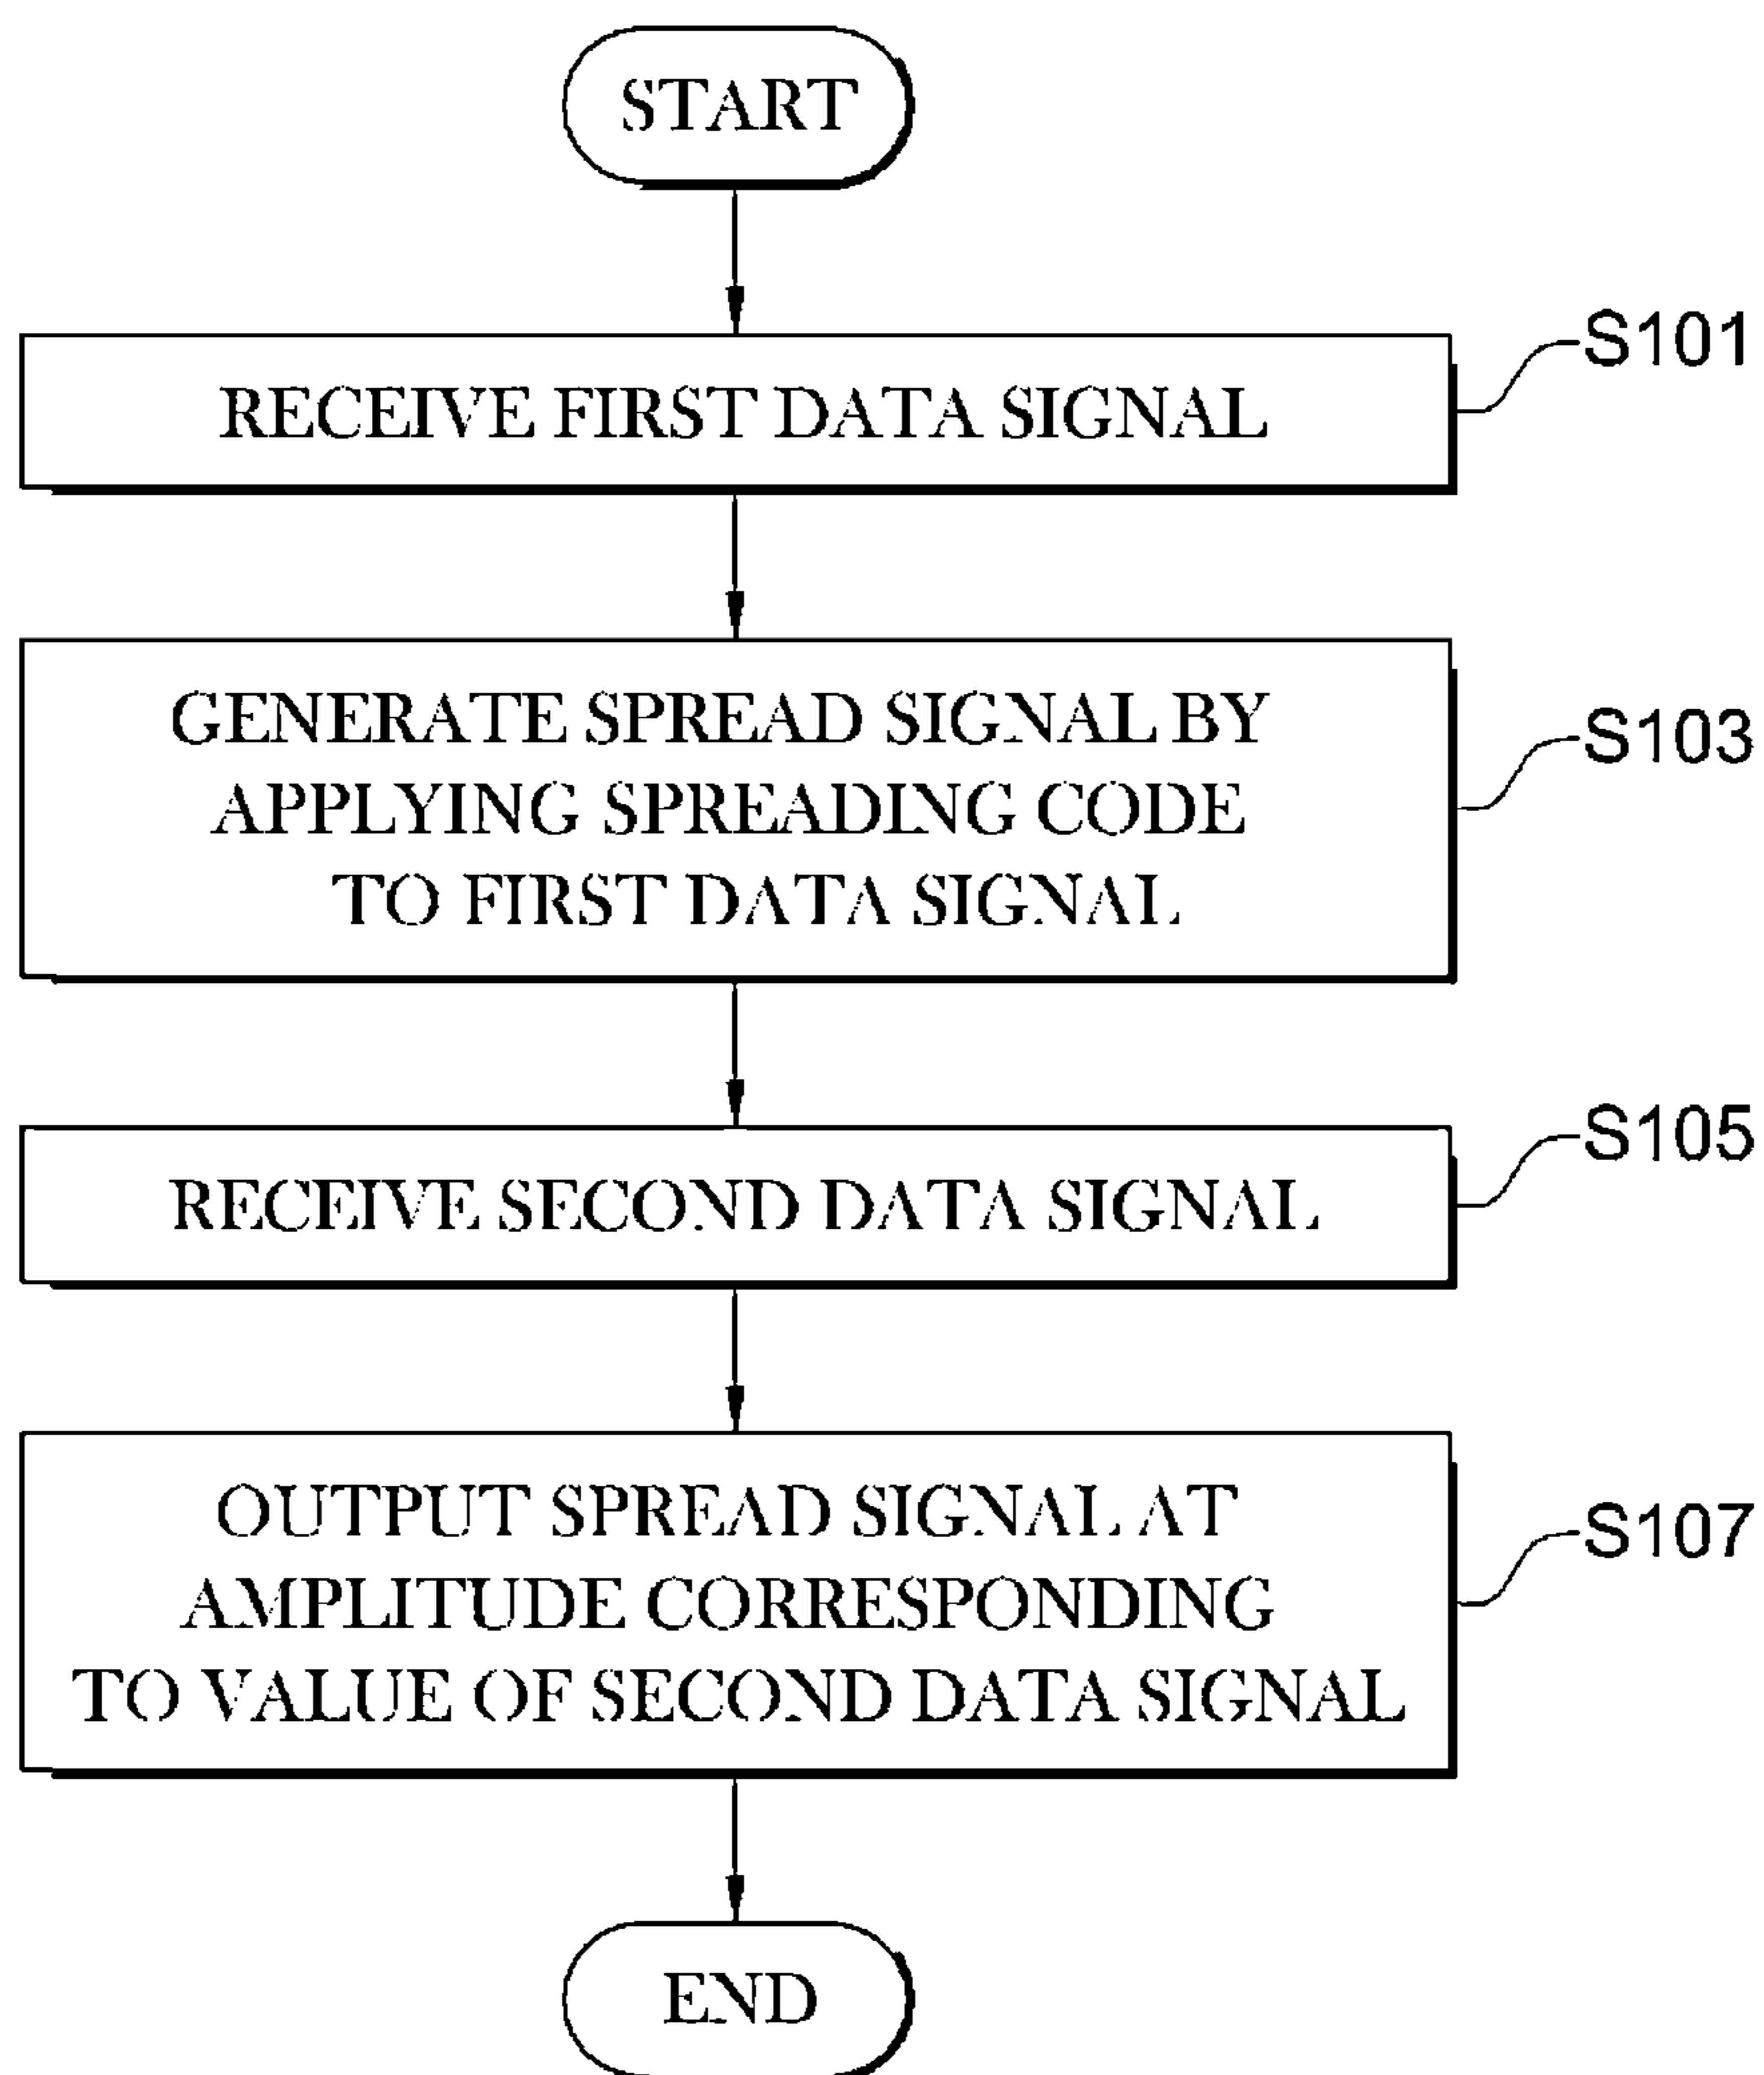 START
S101
RECEIVE FIRST DATA SIGNAL
S103
GENERATE SPREAD SIGNAL BY
APPLYING SPREADING CODE
TO FIRST DATA SIGNAL
S105
RECEIVE SECOND DATA SIGNAL
S107
OUTPUT SPREAD SIGNAL AT
AMPLITUDE CORRESPONDING
TO VALUE OF SECOND DATA SIGNAL
END